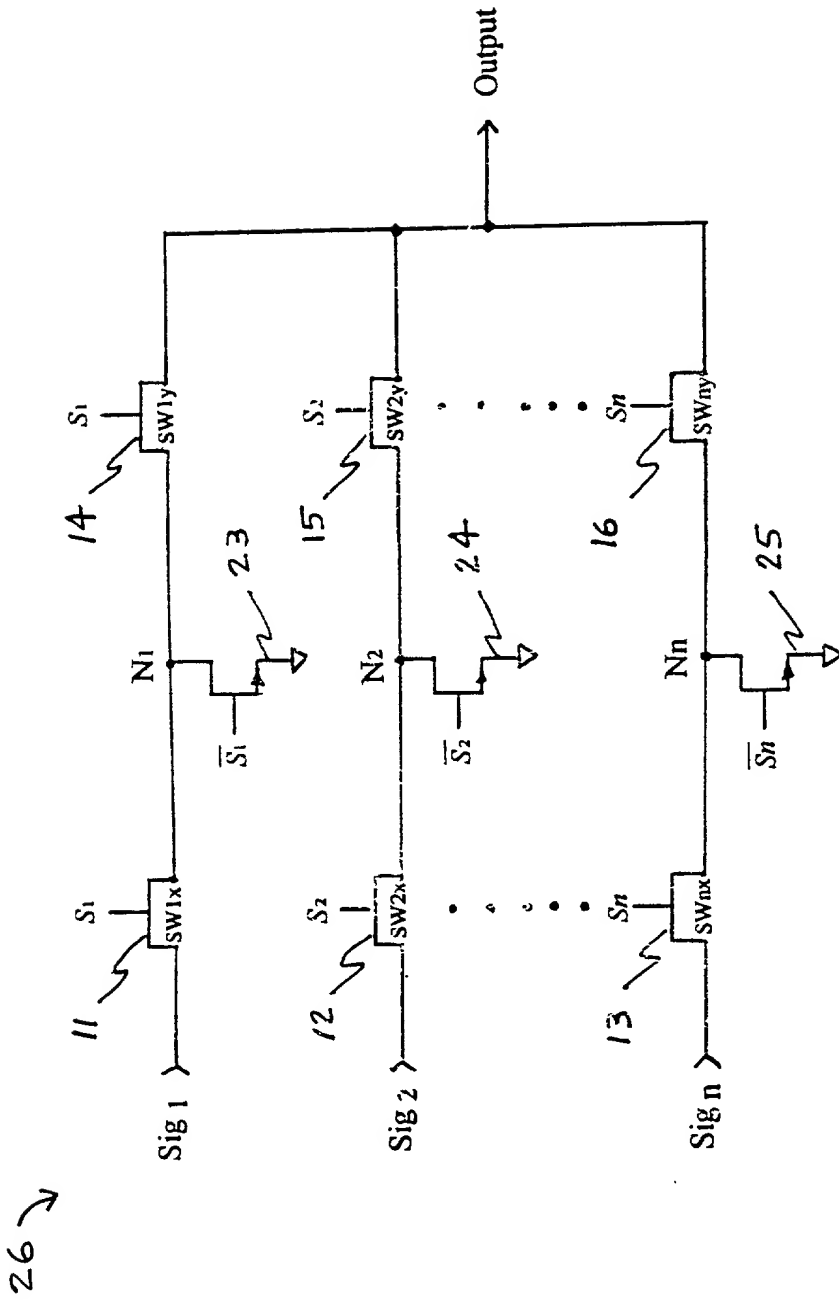 26
11
S1
SW1x
Sig 1
N1
S̅1̅
23
14
S1
SW1y
12
S2
SW2x
Sig 2
N2
S̅2̅
24
15
S2
SW2y
Output
13
Sn
SWnx
Sig n
Nn
S̅n̅
25
16
Sn
SWny